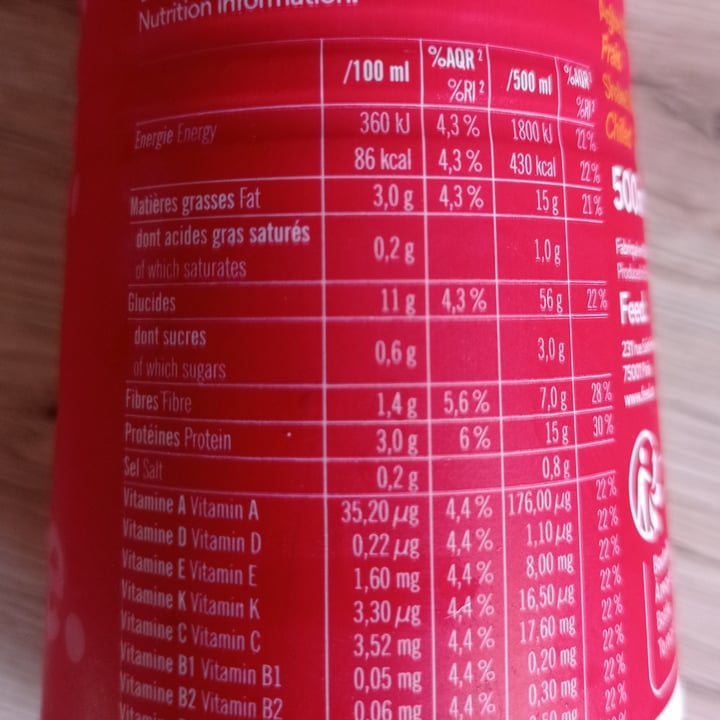 Nutrition Information.
/100 ml %AQR² %RI² /500 ml %AQR² %RI²
Energie Energy 360 kJ 4,3 % 1800 kJ 22%
86 kcal 4,3 % 430 kcal 22%
Matières grasses Fat 3,0 g 4,3 % 15 g 21%
dont acides gras saturés
of which saturates 0,2 g 1,0 g
Glucides 11 g 4,3 % 56 g 22%
dont sucres
of which sugars 0,6 g 3,0 g
Fibres Fibre 1,4 g 5,6 % 7,0 g 28 %
Protéines Protein 3,0 g 6 % 15 g 30 %
Sel Salt 0,2 g 0,8 g
Vitamine A Vitamin A 35,20 µg 4,4 % 176,00 µg 22 %
Vitamine D Vitamin D 0,22 µg 4,4 % 1,10 µg 22 %
Vitamine E Vitamin E 1,60 mg 4,4 % 8,00 mg 22 %
Vitamine K Vitamin K 3,30 µg 4,4 % 16,50 µg 22 %
Vitamine C Vitamin C 3,52 mg 4,4 % 17,60 mg 22 %
Vitamine B1 Vitamin B1 0,05 mg 4,4 % 0,20 mg 22 %
Vitamine B2 Vitamin B2 0,06 mg 4,4 % 0,30 mg 22 %
500
Feed.
75001